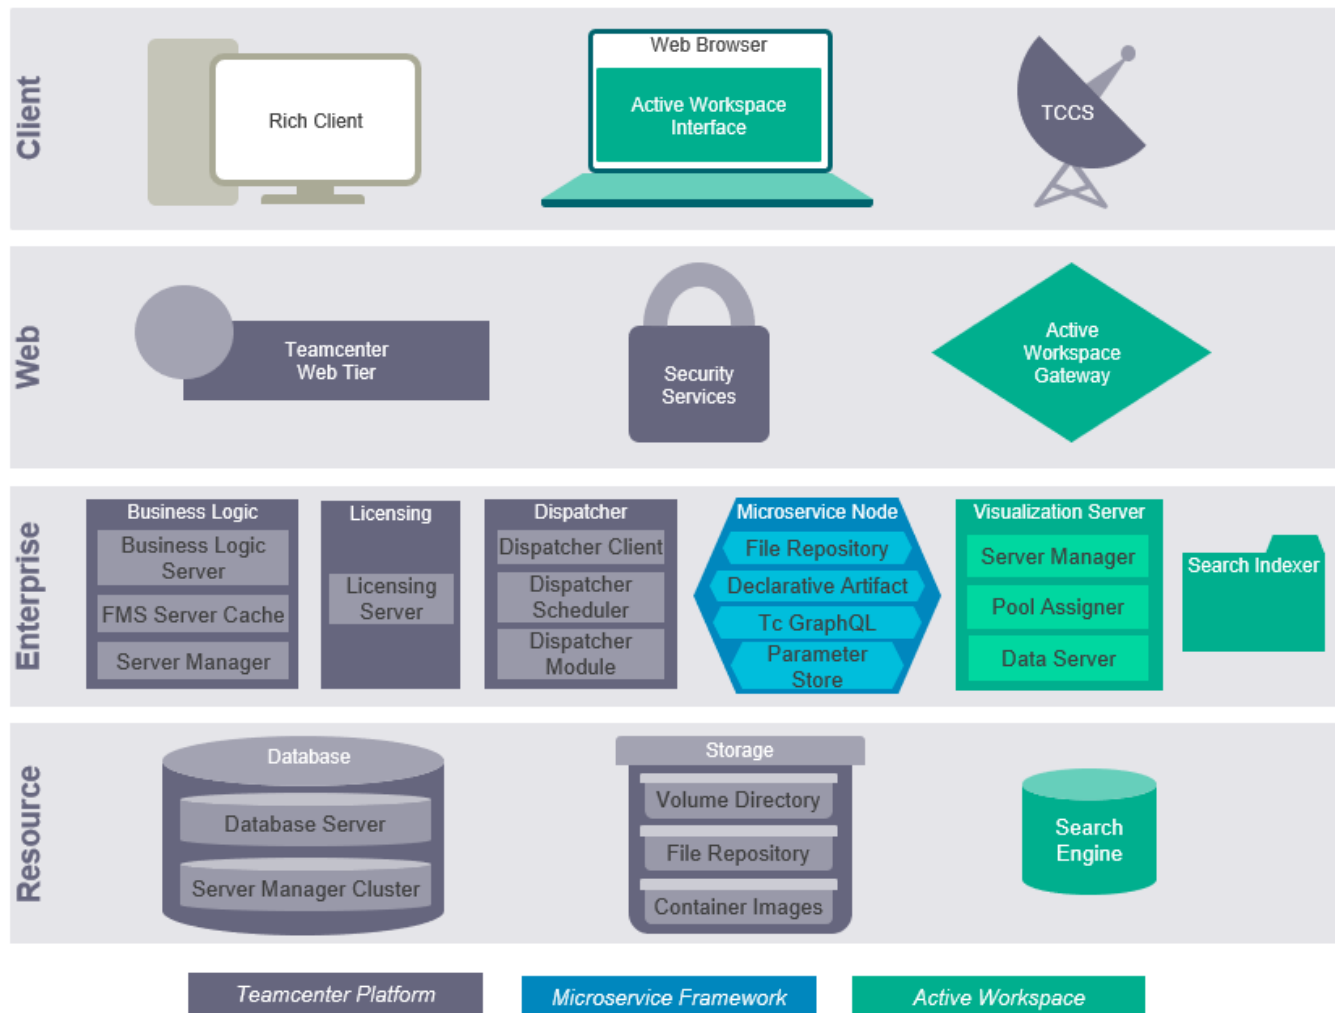 Client
Rich Client
Web Browser
Active Workspace
Interface
TCCS
Web
Teamcenter
Web Tier
Security
Services
Active
Workspace
Gateway
Enterprise
Business Logic
Business Logic
Server
FMS Server Cache
Server Manager
Licensing
Licensing
Server
Dispatcher
Dispatcher Client
Dispatcher
Scheduler
Dispatcher
Module
Microservice Node
File Repository
Declarative Artifact
Tc GraphQL
Parameter
Store
Visualization Server
Server Manager
Pool Assigner
Data Server
Search Indexer
Resource
Database
Database Server
Server Manager Cluster
Storage
Volume Directory
File Repository
Container Images
Search
Engine
Teamcenter Platform
Microservice Framework
Active Workspace